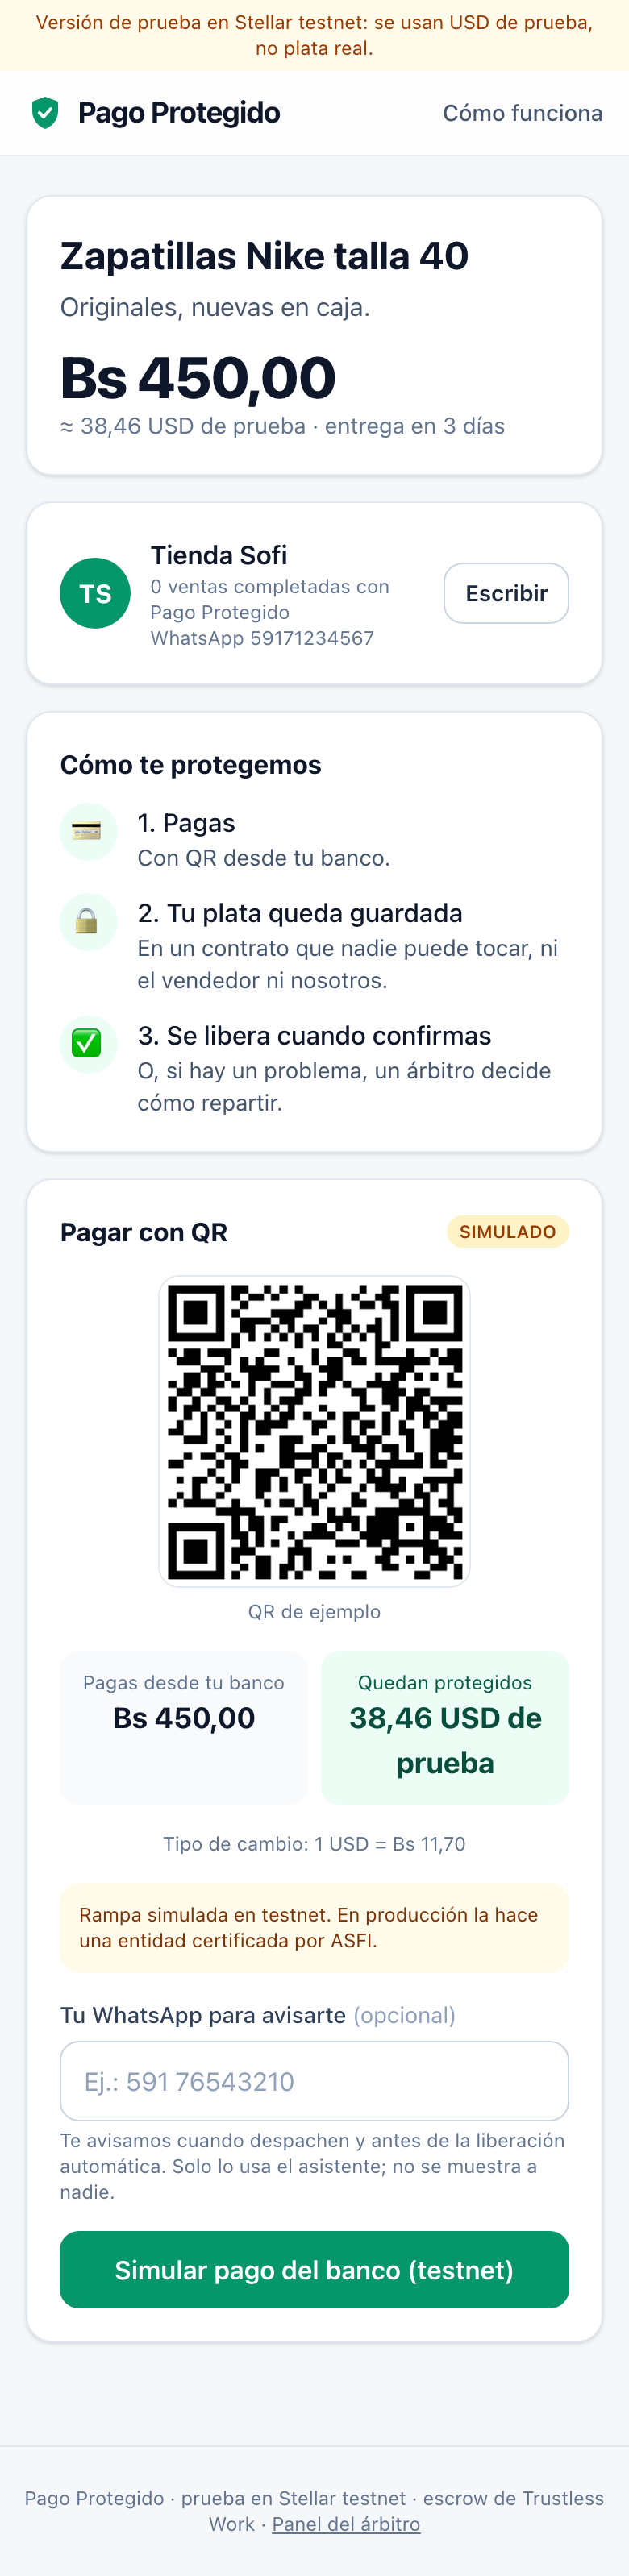 Versión de prueba en Stellar testnet: se usan USD de prueba,
no plata real.
Pago Protegido
Cómo funciona
Zapatillas Nike talla 40
Originales, nuevas en caja.
Bs 450,00
≈ 38,46 USD de prueba · entrega en 3 días
TS
Tienda Sofi
0 ventas completadas con
Pago Protegido
WhatsApp 59171234567
Escribir
Cómo te protegemos
1. Pagas
Con QR desde tu banco.
2. Tu plata queda guardada
En un contrato que nadie puede tocar, ni
el vendedor ni nosotros.
3. Se libera cuando confirmas
O, si hay un problema, un árbitro decide
cómo repartir.
Pagar con QR
SIMULADO
QR de ejemplo
Pagas desde tu banco
Bs 450,00
Quedan protegidos
38,46 USD de
prueba
Tipo de cambio: 1 USD = Bs 11,70
Rampa simulada en testnet. En producción la hace
una entidad certificada por ASFI.
Tu WhatsApp para avisarte (opcional)
Ej.: 591 76543210
Te avisamos cuando despachen y antes de la liberación
automática. Solo lo usa el asistente; no se muestra a
nadie.
Simular pago del banco (testnet)
Pago Protegido · prueba en Stellar testnet · escrow de Trustless
Work · Panel del árbitro